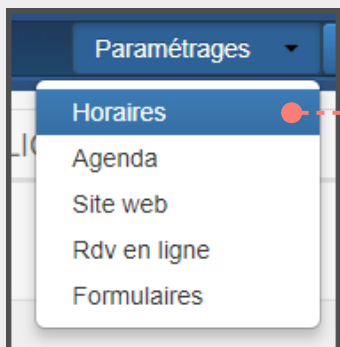 Paramétrages
Horaires
Agenda
Site web
Rdv en ligne
Formulaires